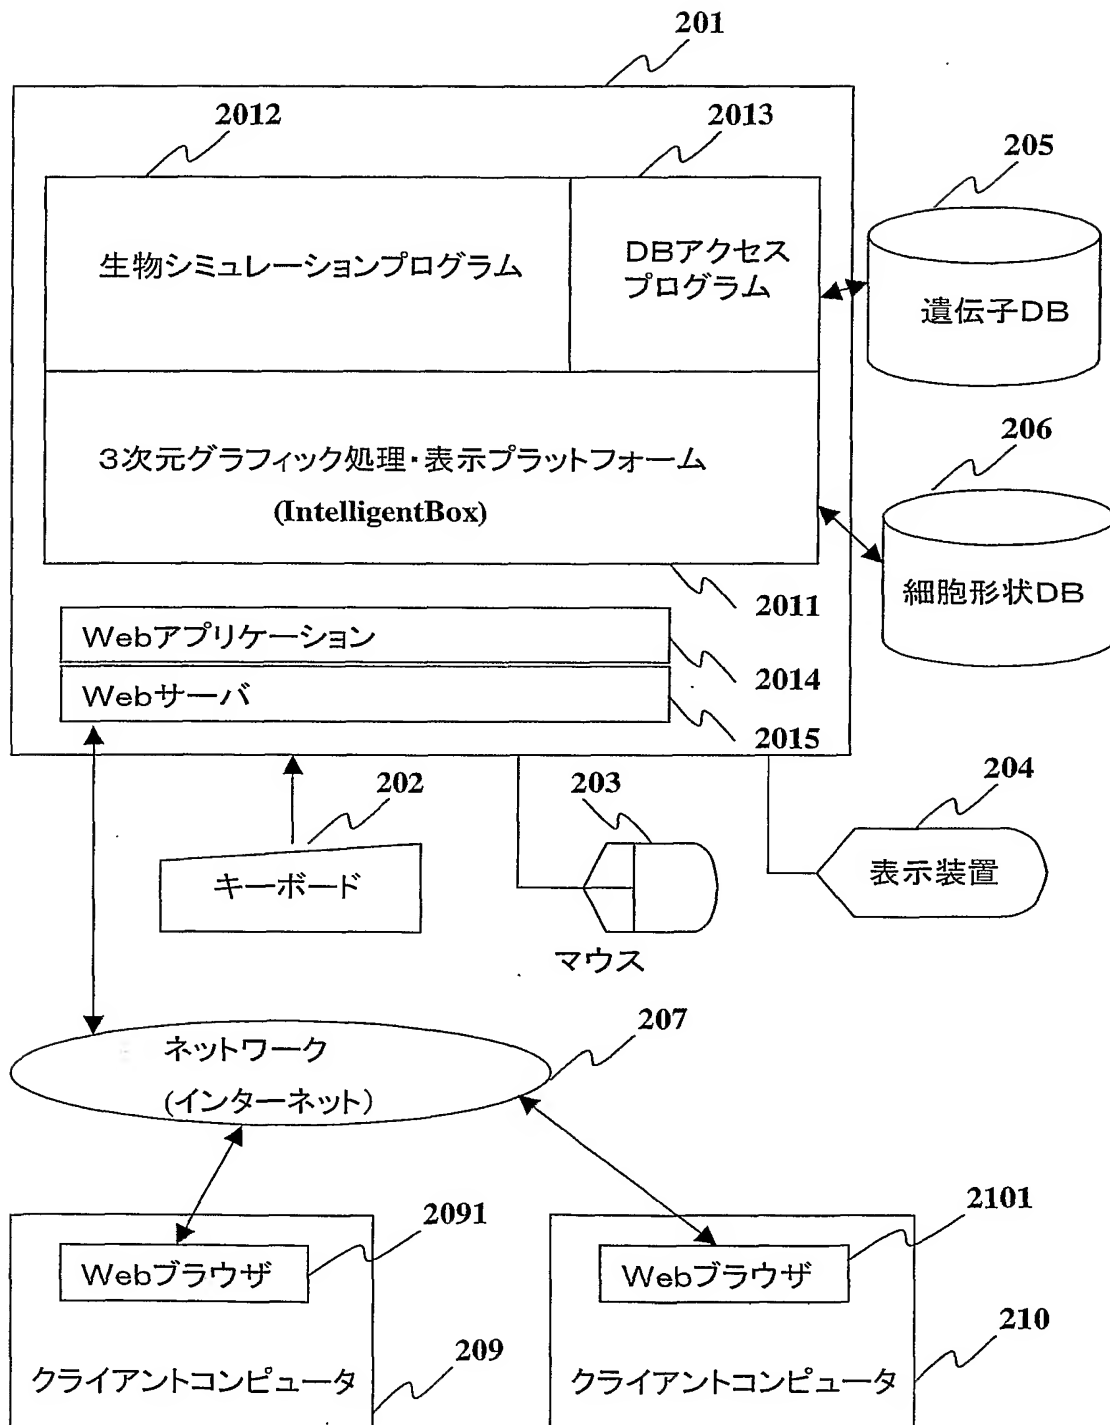 201
2012
2013
205
生物シミュレーションプログラム
DBアクセス
プログラム
遺伝子DB
3次元グラフィック処理・表示プラットフォーム
(IntelligentBox)
206
細胞形状DB
2011
Webアプリケーション
2014
Webサーバ
2015
202
203
204
キーボード
マウス
表示装置
207
ネットワーク
(インターネット)
2091
2101
Webブラウザ
Webブラウザ
209
210
クライアントコンピュータ
クライアントコンピュータ